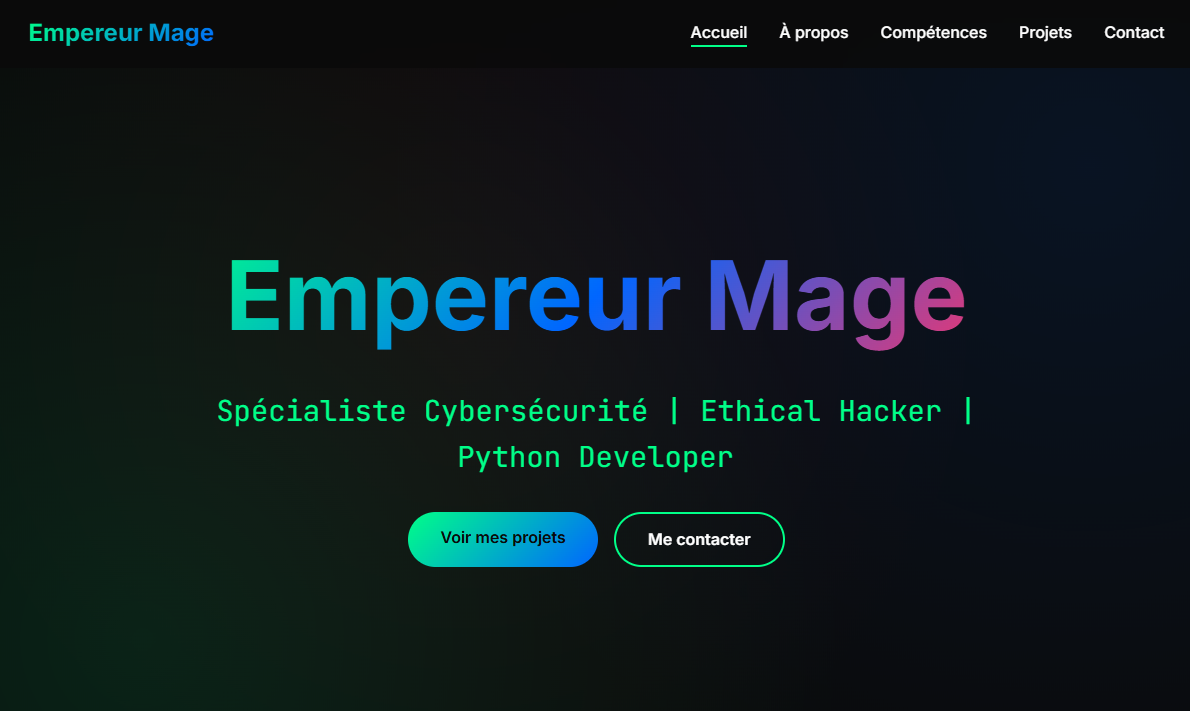 Empereur Mage
Accueil
À propos
Compétences
Projets
Contact
Empereur Mage
Spécialiste Cybersécurité | Ethical Hacker |
Python Developer
Voir mes projets
Me contacter